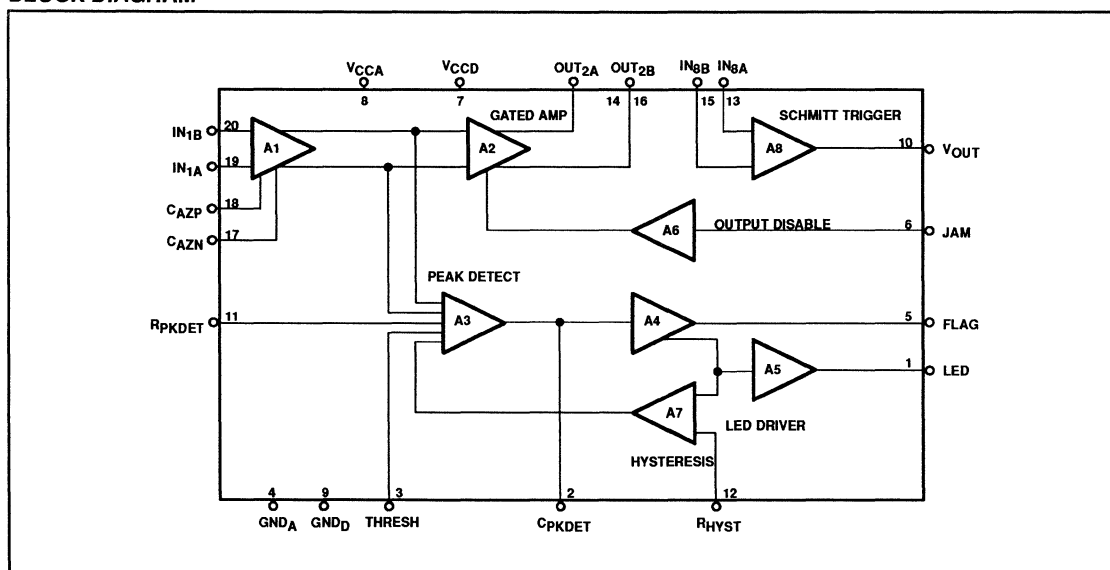 BLOCK DIAGRAM
VCCA VCCD OUT2A OUT2B IN8B IN8A
8 7 14 16 15 13
GATED AMP SCHMITT TRIGGER
IN1B 20 A1 A2 A8 10 VOUT
IN1A 19
CAZP 18
A6 OUTPUT DISABLE 6 JAM
CAZN 17
PEAK DETECT
RPKDET 11 A3 A4 5 FLAG
A5 1 LED
A7 LED DRIVER
HYSTERESIS
4 9 3 2 12
GNDA GNDD THRESH CPKDET RHYST